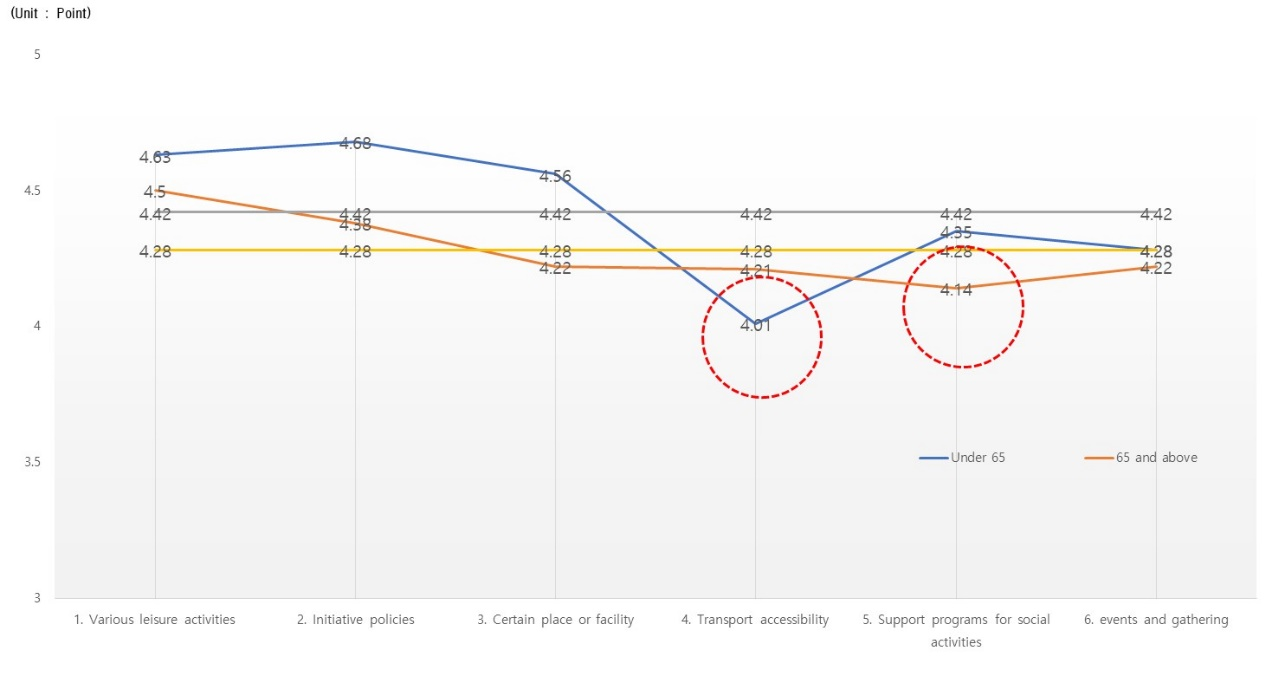 (Unit : Point)
5
4.5
4
3.5
3
4.63
4.68
4.56
4.01
4.35
4.28
4.5
4.38
4.22
4.21
4.14
4.22
4.42
4.42
4.42
4.42
4.42
4.42
4.28
4.28
4.28
4.28
4.28
4.28
Under 65
65 and above
1. Various leisure activities
2. Initiative policies
3. Certain place or facility
4. Transport accessibility
5. Support programs for social
activities
6. events and gathering